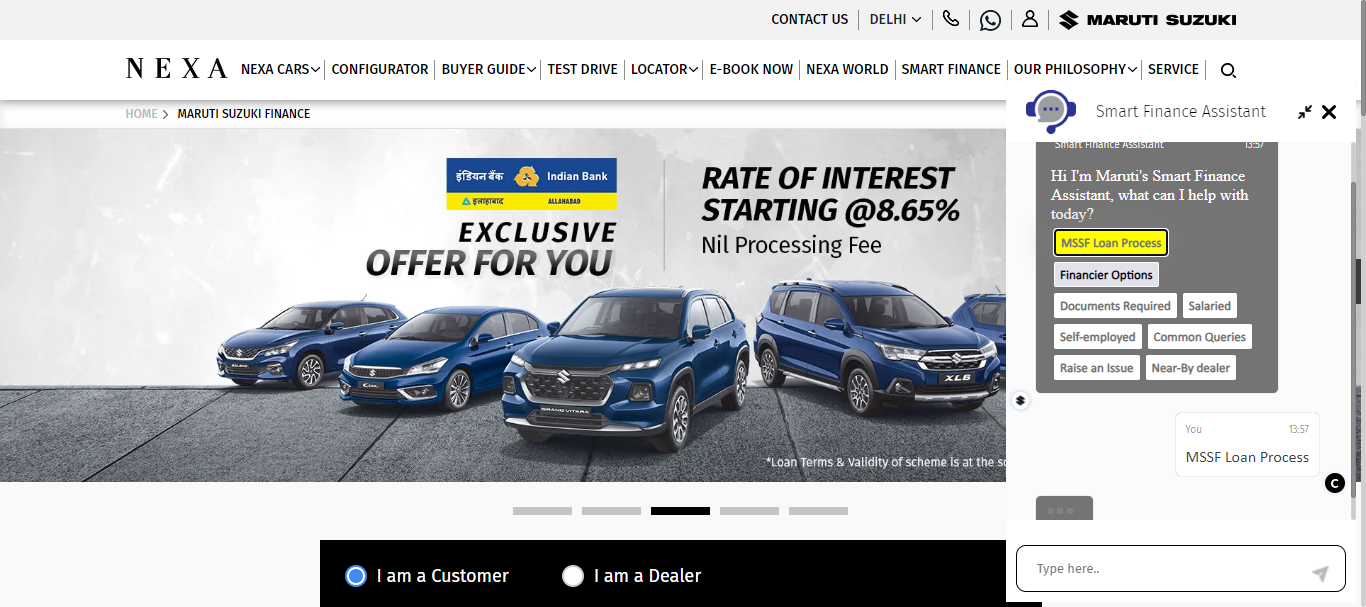 CONTACT US DELHI MARUTI SUZUKI
NEXA NEXA CARS CONFIGURATOR BUYER GUIDE TEST DRIVE LOCATOR E-BOOK NOW NEXA WORLD SMART FINANCE OUR PHILOSOPHY SERVICE
HOME MARUTI SUZUKI FINANCE
इंडियन बैंक Indian Bank
इलाहाबाद ALLAHABAD
EXCLUSIVE
OFFER FOR YOU
RATE OF INTEREST
STARTING @8.65%
Nil Processing Fee
BALENO
Ciaz
GRAND VITARA
XL6
*Loan Terms & Validity of scheme is at the
I am a Customer I am a Dealer
Smart Finance Assistant
Smart Finance Assistant 13:57
Hi I'm Maruti's Smart Finance
Assistant, what can I help with
today?
MSSF Loan Process
Financier Options
Documents Required Salaried
Self-employed Common Queries
Raise an Issue Near-By dealer
You 13:57
MSSF Loan Process
C
Type here..